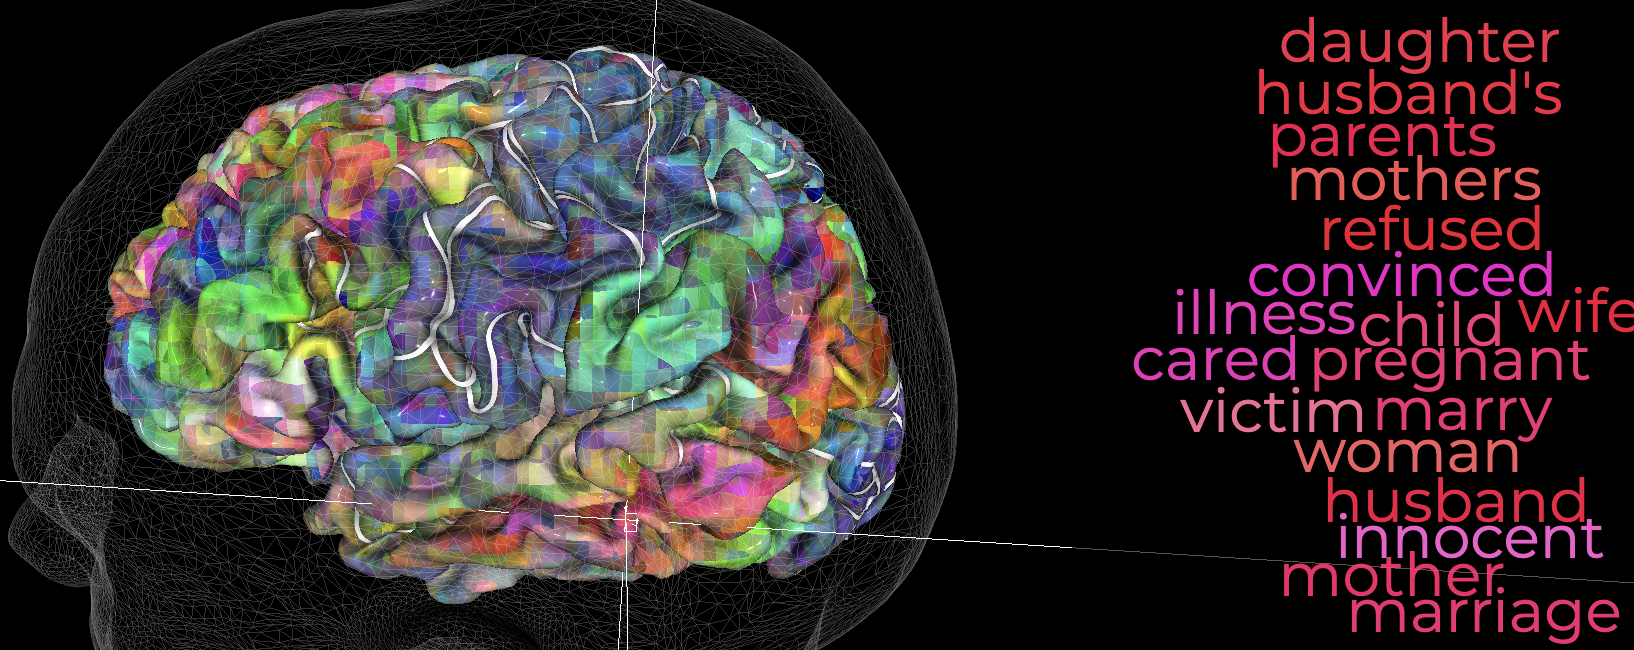 daughter
husband's
parents
mothers
refused
convinced
illness child wife
cared pregnant
victim marry
woman
husband
innocent
mother
marriage